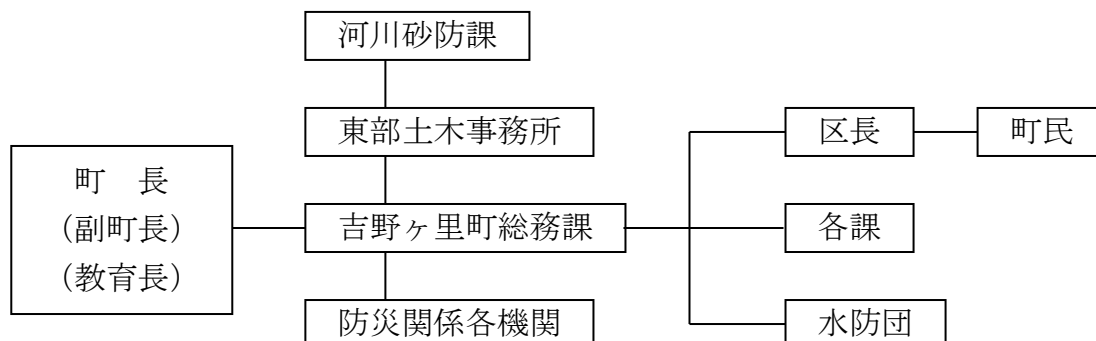 河川砂防課
東部土木事務所
区長
町民
町　長
(副町長)
(教育長)
吉野ヶ里町総務課
各課
防災関係各機関
水防団